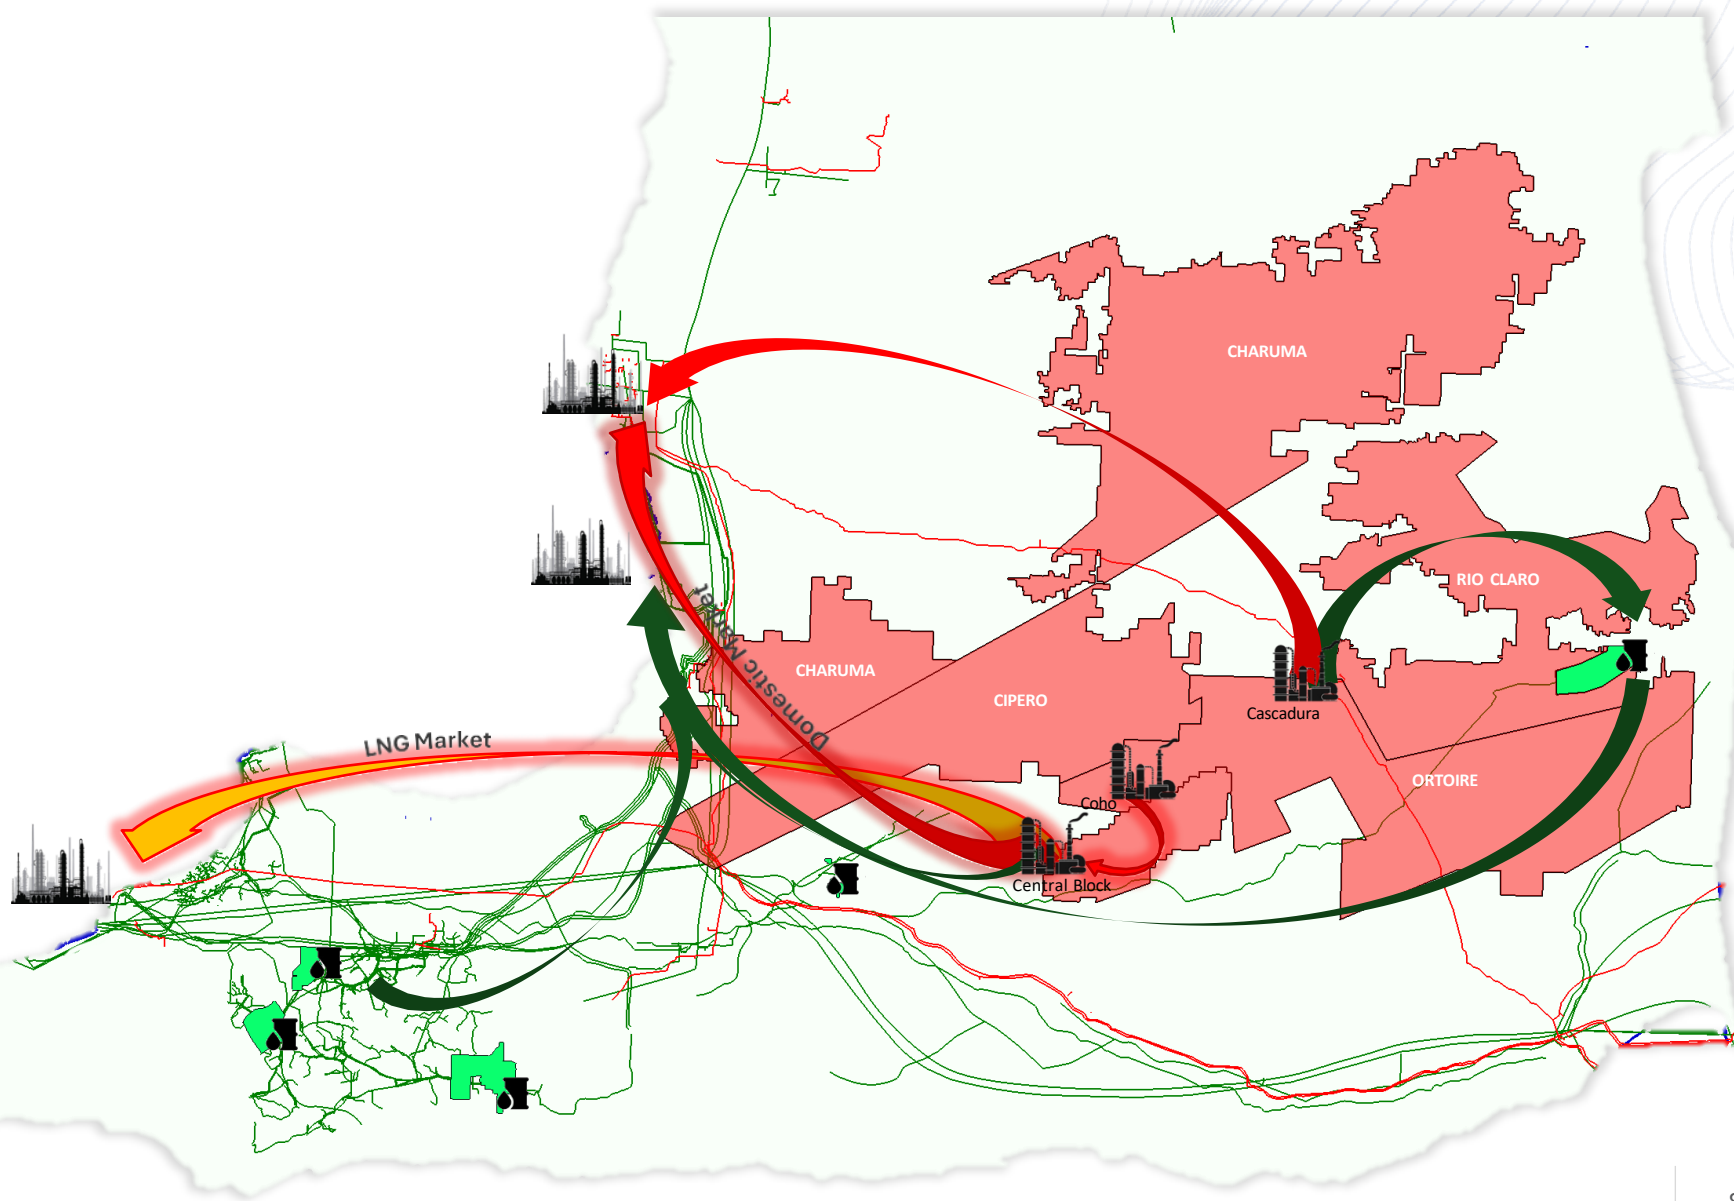 CHARUMA
RIO CLARO
Domestic Market
CHARUMA
CIPERO
Cascadura
LNG Market
ORTOIRE
Coho
Central Block